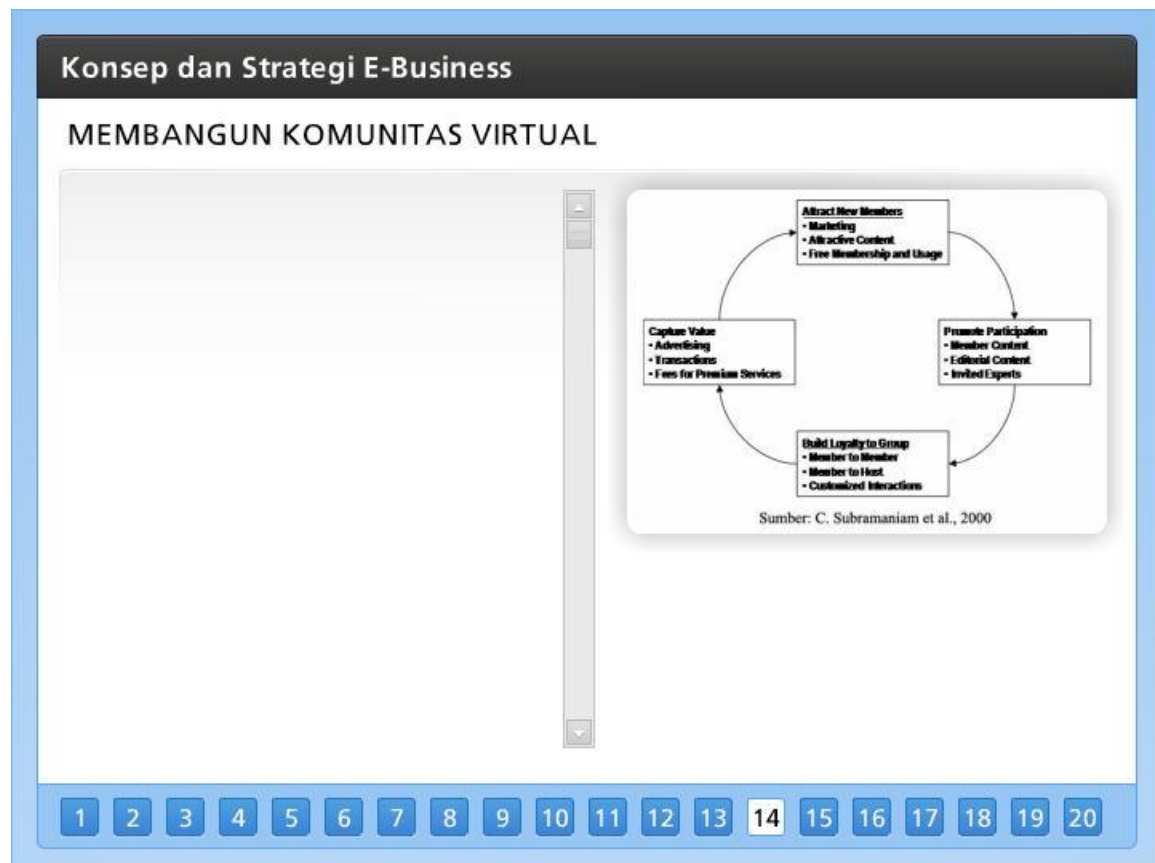 Konsep dan Strategi E-Business
MEMBANGUN KOMUNITAS VIRTUAL
Attract New Members
• Marketing
• Attractive Content
• Free Membership and Usage
Capture Value
• Advertising
• Transactions
• Fees for Premium Services
Promote Participation
• Member Content
• Editorial Content
• Invited Experts
Build Loyalty to Group
• Member to Member
• Member to Host
• Customized Interactions
Sumber: C. Subramaniam et al., 2000
1 2 3 4 5 6 7 8 9 10 11 12 13 14 15 16 17 18 19 20